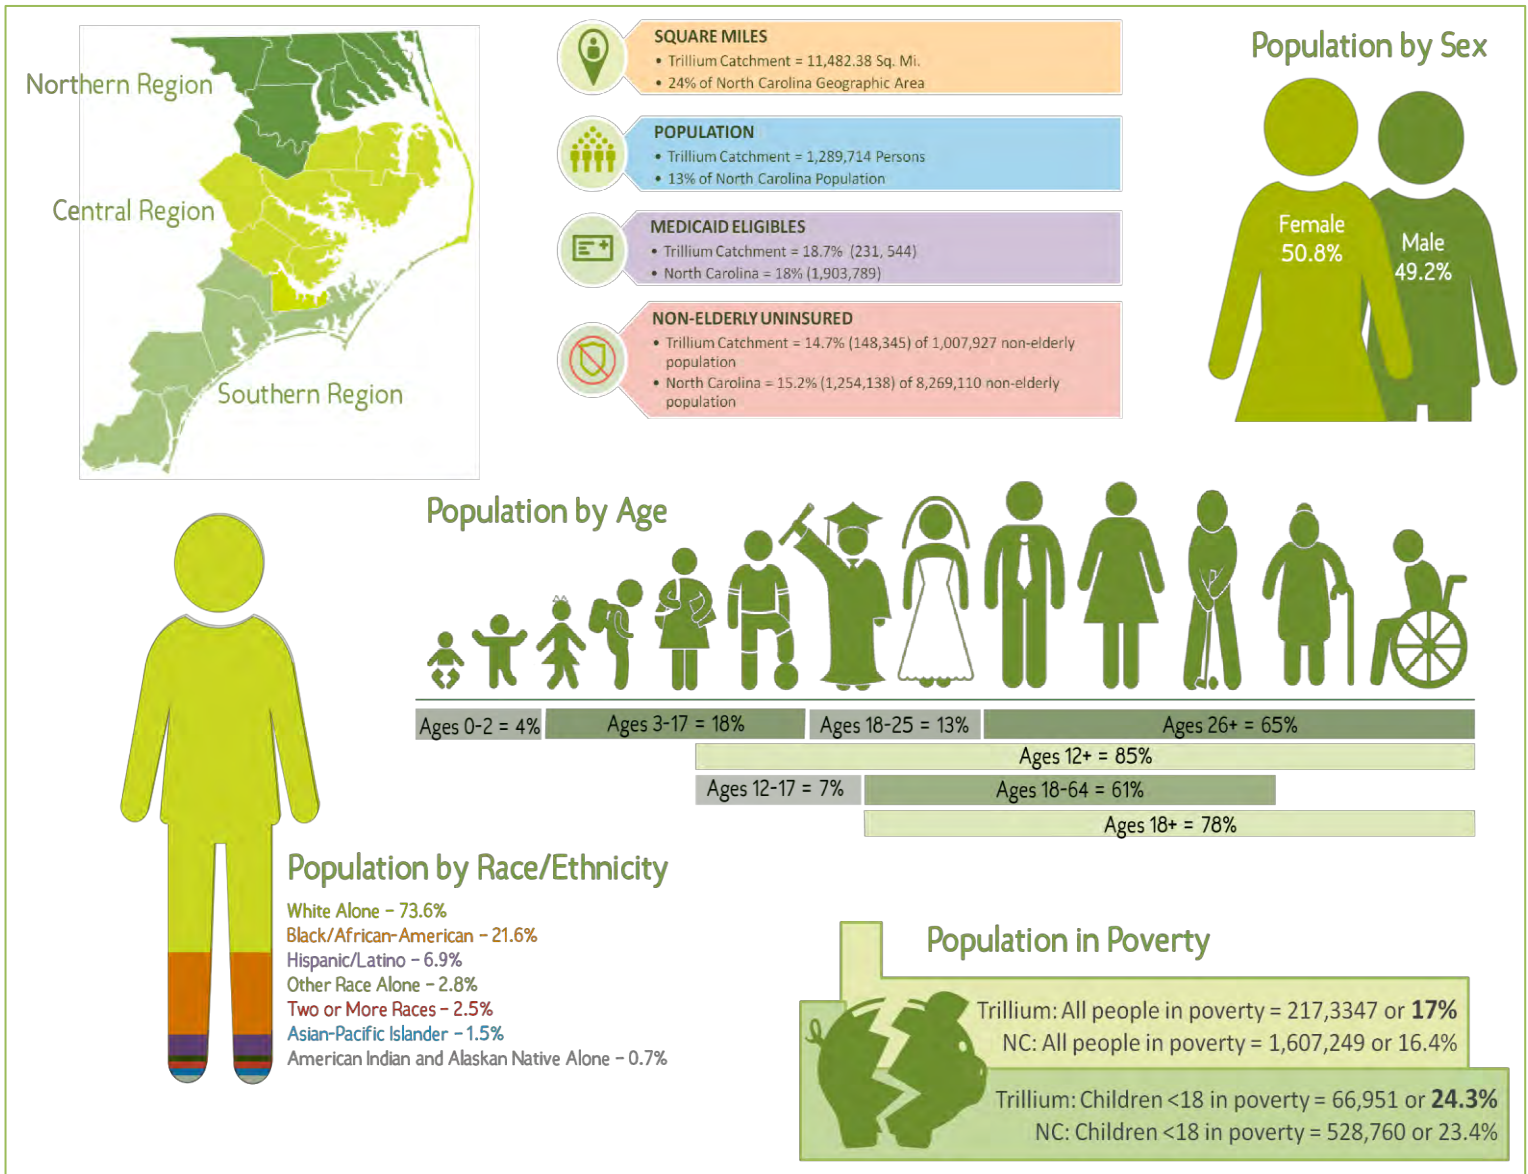 Northern Region
Central Region
Southern Region
SQUARE MILES
• Trillium Catchment = 11,482.38 Sq. Mi.
• 24% of North Carolina Geographic Area
POPULATION
• Trillium Catchment = 1,289,714 Persons
• 13% of North Carolina Population
MEDICAID ELIGIBLES
• Trillium Catchment = 18.7% (231, 544)
• North Carolina = 18% (1,903,789)
NON-ELDERLY UNINSURED
• Trillium Catchment = 14.7% (148,345) of 1,007,927 non-elderly
population
• North Carolina = 15.2% (1,254,138) of 8,269,110 non-elderly
population
Population by Sex
Female
50.8%
Male
49.2%
Population by Age
Ages 0-2 = 4%
Ages 3-17 = 18%
Ages 18-25 = 13%
Ages 26+ = 65%
Ages 12+ = 85%
Ages 12-17 = 7%
Ages 18-64 = 61%
Ages 18+ = 78%
Population by Race/Ethnicity
White Alone – 73.6%
Black/African-American – 21.6%
Hispanic/Latino – 6.9%
Other Race Alone – 2.8%
Two or More Races – 2.5%
Asian-Pacific Islander – 1.5%
American Indian and Alaskan Native Alone – 0.7%
Population in Poverty
Trillium: All people in poverty = 217,3347 or 17%
NC: All people in poverty = 1,607,249 or 16.4%
Trillium: Children <18 in poverty = 66,951 or 24.3%
NC: Children <18 in poverty = 528,760 or 23.4%